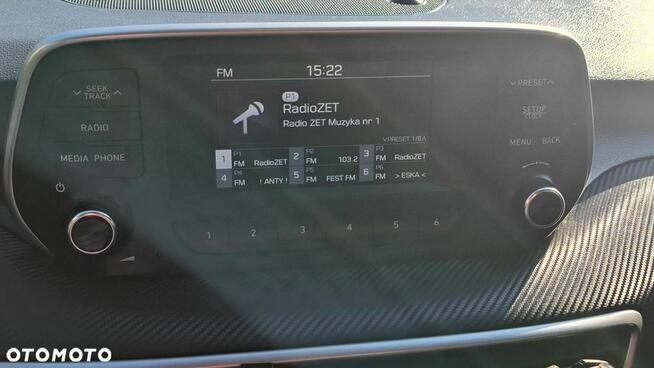 FM 15:22
SEEK
TRACK
RADIO
MEDIA PHONE
P1
RadioZET
Radio ZET Muzyka nr 1
PRESET 1/6
1 P1 FM RadioZET 2 P2 FM 103.2 3 P3 FM RadioZET
4 P4 FM ! ANTY ! 5 P5 FM FEST FM 6 P6 FM > ESKA <
PRESET
SETUP
CLOCK
MENU BACK
1 2 3 4 5 6
OTOMOTO